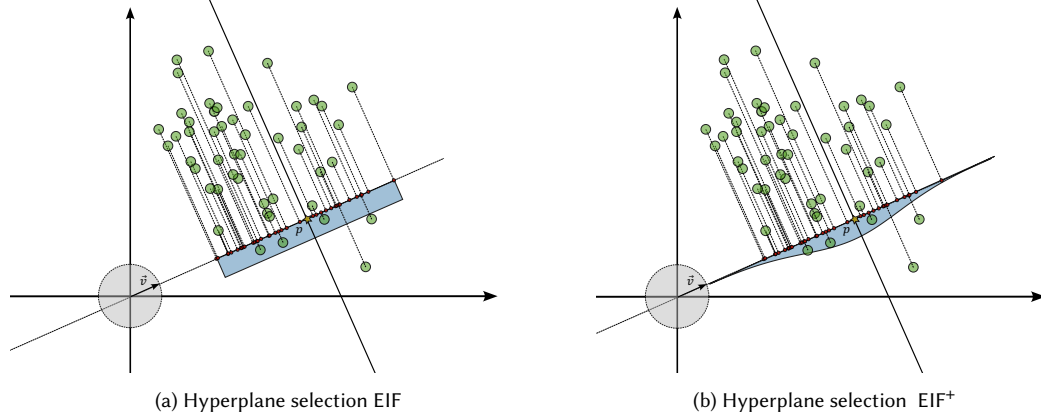 p
v⃗
(a) Hyperplane selection EIF
p
v⃗
(b) Hyperplane selection EIF⁺